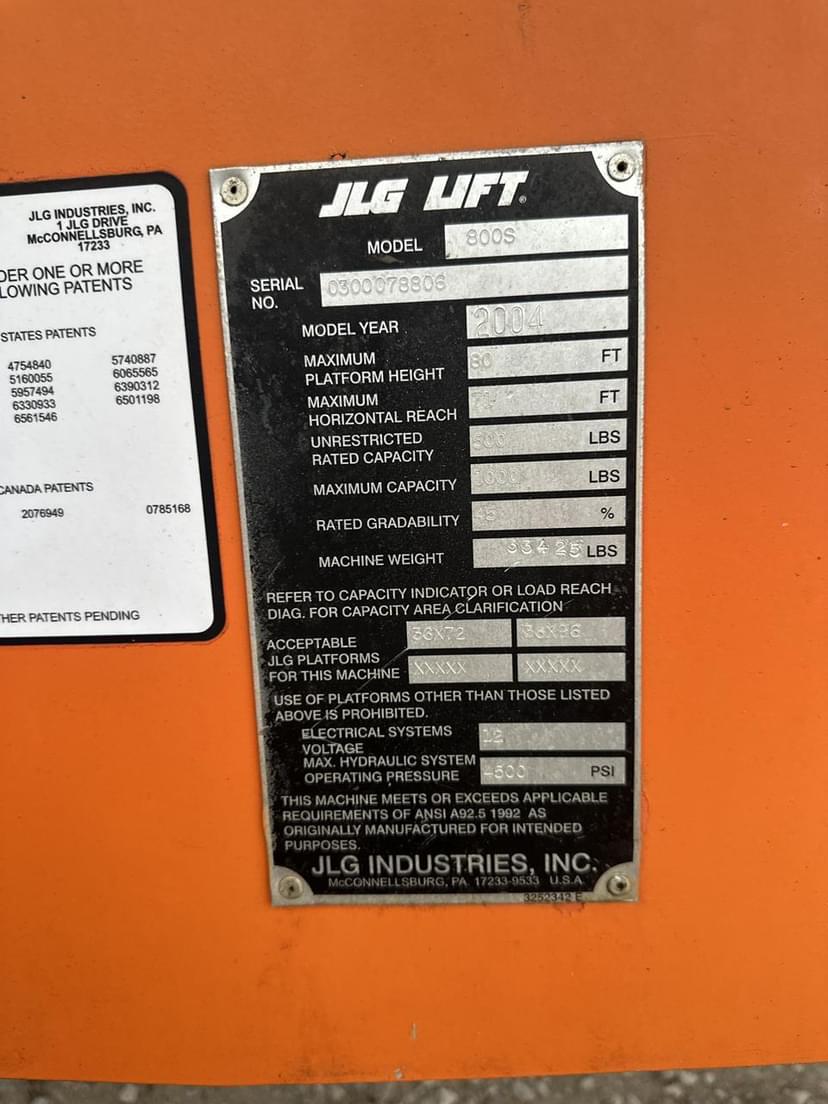 JLG INDUSTRIES, INC.
1 JLG DRIVE
McCONNELLSBURG, PA
17233
DER ONE OR MORE
LOWING PATENTS
STATES PATENTS
4754840 5740887
5160055 6065565
5957494 6390312
6330933 6501198
6561546
CANADA PATENTS
2076949 0785168
HER PATENTS PENDING
JLG LIFT®
MODEL 800S
SERIAL NO. 0300078806
MODEL YEAR 2004
MAXIMUM
PLATFORM HEIGHT 80 FT
MAXIMUM
HORIZONTAL REACH 71 FT
UNRESTRICTED
RATED CAPACITY 500 LBS
MAXIMUM CAPACITY 1000 LBS
RATED GRADABILITY 45 %
MACHINE WEIGHT 33425 LBS
REFER TO CAPACITY INDICATOR OR LOAD REACH
DIAG. FOR CAPACITY AREA CLARIFICATION
ACCEPTABLE 36X72 36X96
JLG PLATFORMS
FOR THIS MACHINE XXXXX XXXXX
USE OF PLATFORMS OTHER THAN THOSE LISTED
ABOVE IS PROHIBITED.
ELECTRICAL SYSTEMS
VOLTAGE 12
MAX. HYDRAULIC SYSTEM
OPERATING PRESSURE 4500 PSI
THIS MACHINE MEETS OR EXCEEDS APPLICABLE
REQUIREMENTS OF ANSI A92.5 1992 AS
ORIGINALLY MANUFACTURED FOR INTENDED
PURPOSES.
JLG INDUSTRIES, INC.
McCONNELLSBURG, PA 17233-9533 U.S.A.
3252342 E